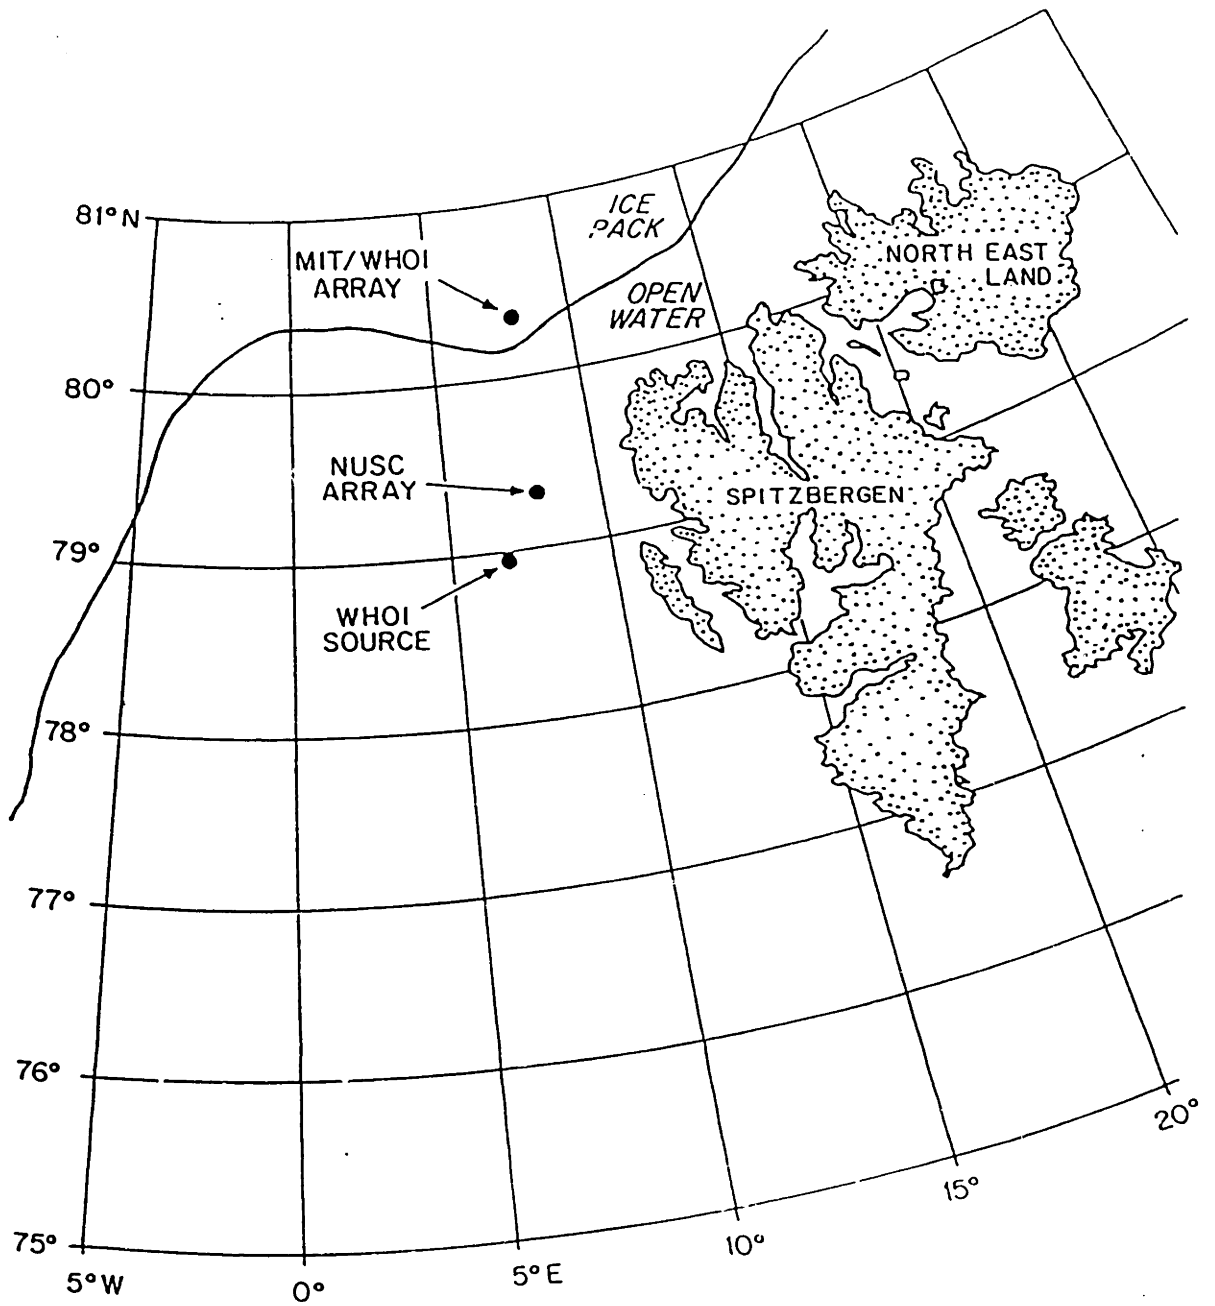 ICE
PACK
81°N
MIT/WHOI
ARRAY
NORTH EAST
LAND
OPEN
WATER
80°
NUSC
ARRAY
SPITZBERGEN
79°
WHOI
SOURCE
78°
77°
76°
20°
15°
75°
10°
5°W
0°
5°E